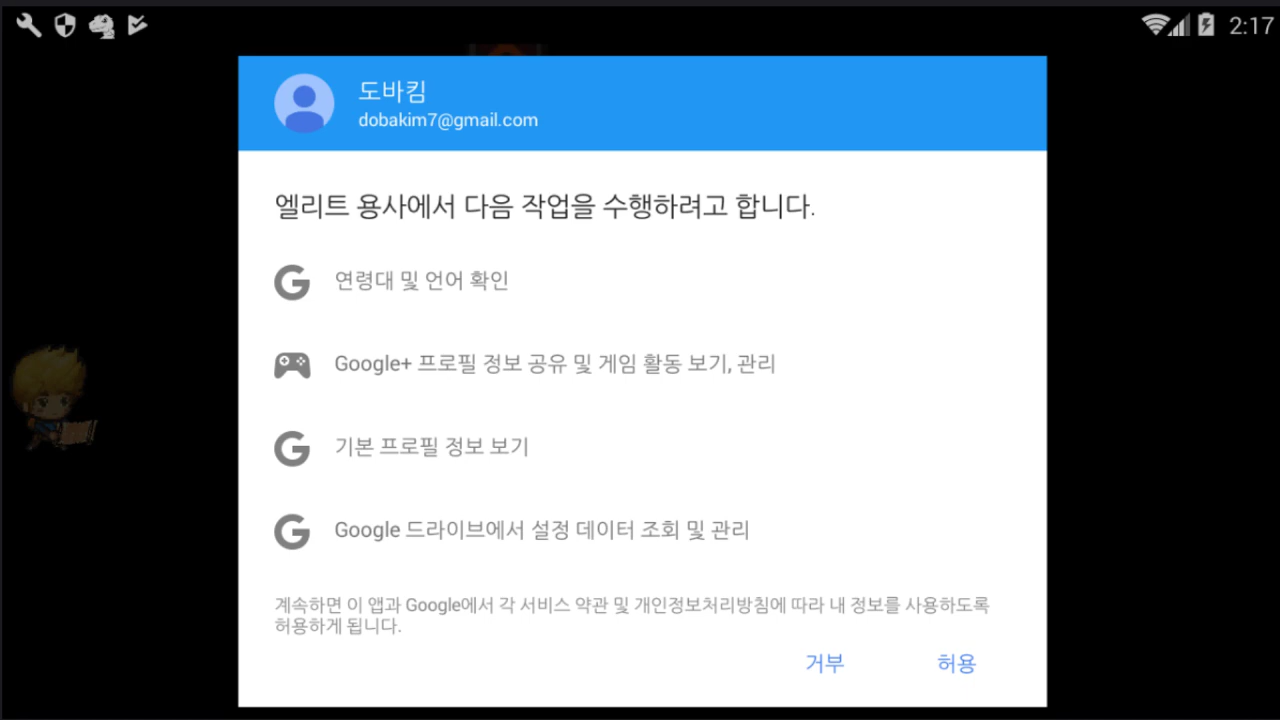 2:17
도바킴
dobakim7@gmail.com
엘리트 용사에서 다음 작업을 수행하려고 합니다.
연령대 및 언어 확인
Google+ 프로필 정보 공유 및 게임 활동 보기, 관리
기본 프로필 정보 보기
Google 드라이브에서 설정 데이터 조회 및 관리
계속하면 이 앱과 Google에서 각 서비스 약관 및 개인정보처리방침에 따라 내 정보를 사용하도록
허용하게 됩니다.
거부 허용